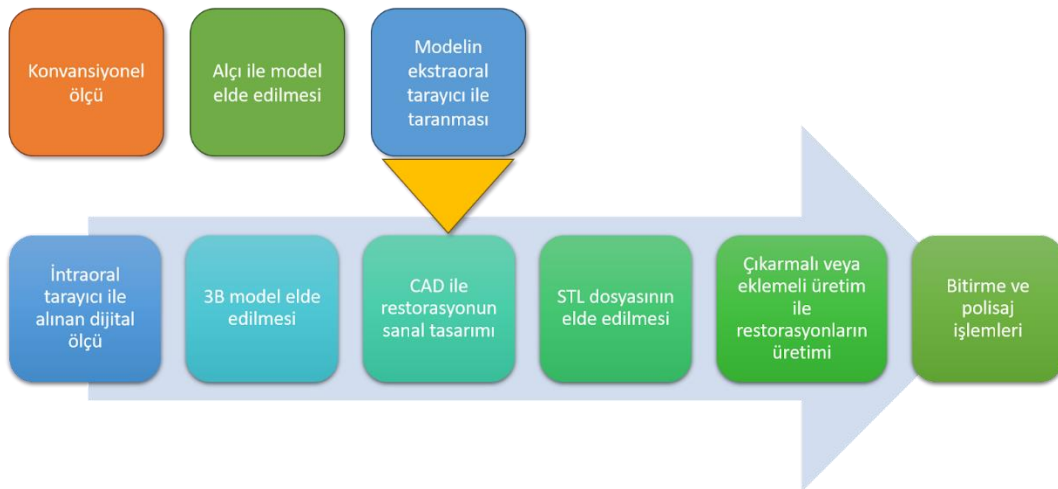 Konvansiyonel
ölçü
Alçı ile model
elde edilmesi
Modelin
ekstraoral
tarayıcı ile
taranması
İntraoral
tarayıcı ile
alınan dijital
ölçü
3B model elde
edilmesi
CAD ile
restorasyonun
sanal tasarımı
STL dosyasının
elde edilmesi
Çıkarmalı veya
eklemeli üretim
ile
restorasyonların
üretimi
Bitirme ve
polisaj
işlemleri